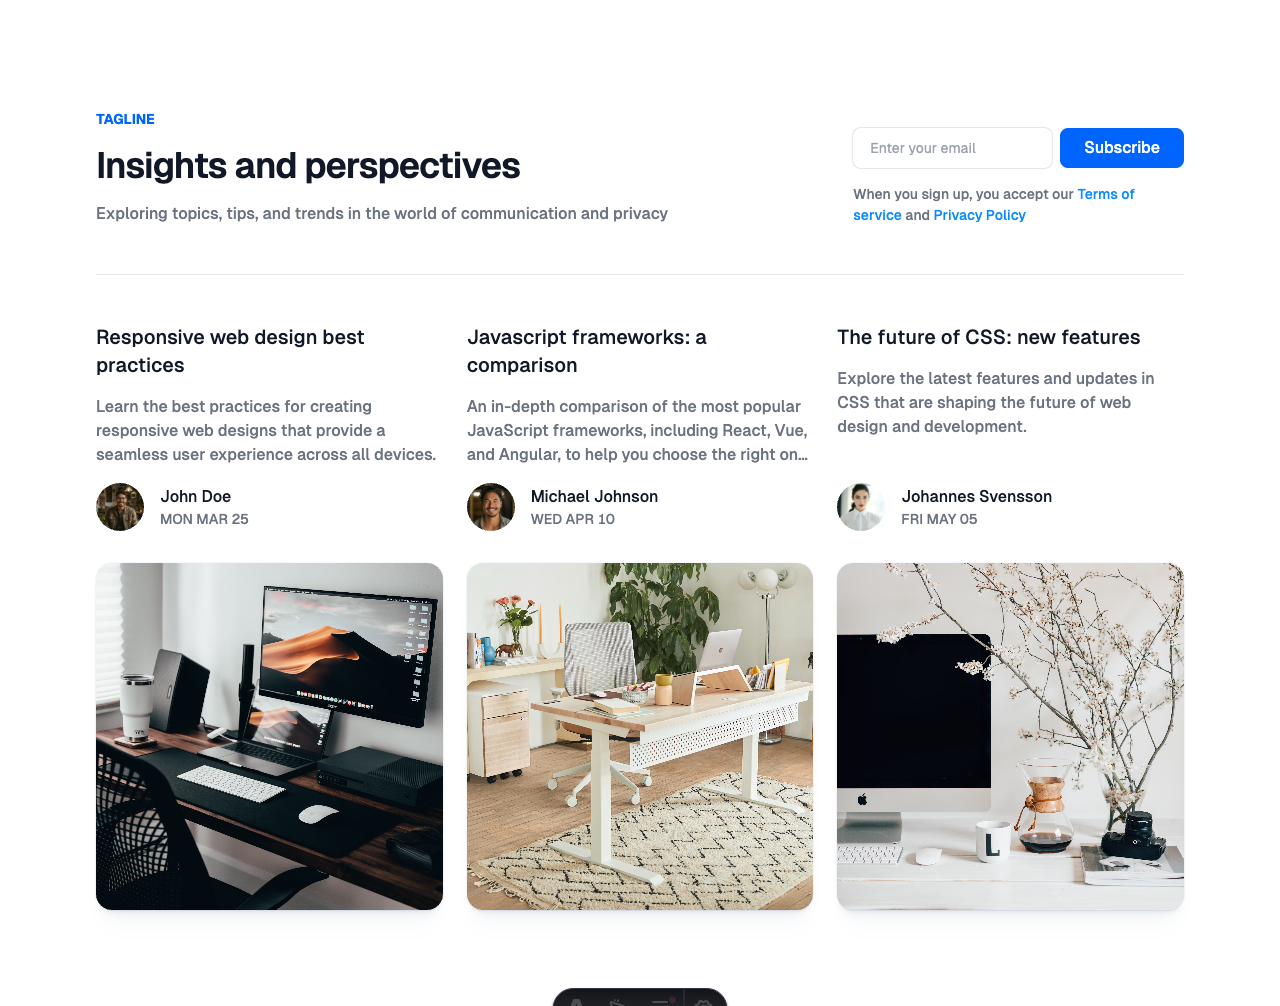 TAGLINE
Insights and perspectives
Exploring topics, tips, and trends in the world of communication and privacy
Enter your email
Subscribe
When you sign up, you accept our Terms of
service and Privacy Policy
Responsive web design best
practices
Learn the best practices for creating
responsive web designs that provide a
seamless user experience across all devices.
John Doe
MON MAR 25
Javascript frameworks: a
comparison
An in-depth comparison of the most popular
JavaScript frameworks, including React, Vue,
and Angular, to help you choose the right on...
Michael Johnson
WED APR 10
The future of CSS: new features
Explore the latest features and updates in
CSS that are shaping the future of web
design and development.
Johannes Svensson
FRI MAY 05
L